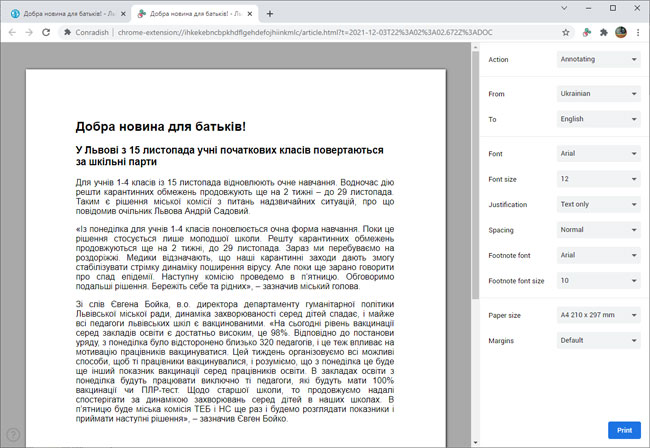 Добра новина для батьків! - Ль
Добра новина для батьків! - Ль
Conradish | chrome-extension://ihkekebncbpkhdflgehdefojhiinkmlc/article.html?t=2021-12-03T22%3A02%3A02.672Z%3ADOC
Добра новина для батьків!
У Львові з 15 листопада учні початкових класів повертаються
за шкільні парти
Для учнів 1-4 класів із 15 листопада відновлюють очне навчання. Водночас дію
решти карантинних обмежень продовжують ще на 2 тижні – до 29 листопада.
Таким є рішення міської комісії з питань надзвичайних ситуацій, про що
повідомив очільник Львова Андрій Садовий.
«Із понеділка для учнів 1-4 класів поновлюється очна форма навчання. Поки це
рішення стосується лише молодшої школи. Решту карантинних обмежень
продовжуються ще на 2 тижні, до 29 листопада. Зараз ми перебуваємо на
роздоріжжі. Медики відзначають, що наші карантинні заходи дають змогу
стабілізувати стрімку динаміку поширення вірусу. Але поки ще зарано говорити
про спад епідемії. Наступну комісію проведемо в п’ятницю. Обговоримо
подальші рішення. Бережіть себе та рідних», – зазначив міський голова.
Зі слів Євгена Бойка, в.о. директора департаменту гуманітарної політики
Львівської міської ради, динаміка захворюваності серед дітей спадає, і майже
всі педагоги львівських шкіл є вакцинованими. «На сьогодні рівень вакцинації
серед закладів освіти є достатньо високим, це 98%. Відповідно до постанови
уряду, з понеділка було відсторонено близько 320 педагогів, і це теж впливає на
мотивацію працівників вакцинуватися. Цей тиждень організовуємо всі можливі
способи, щоб ті працівники вакцинувалися, і розуміємо, що з понеділка це буде
ще інший показник вакцинації серед працівників освіти. В закладах освіти з
понеділка будуть працювати виключно ті педагоги, які будуть мати 100%
вакцинації чи ПЛР-тест. Щодо старшої школи, то продовжуємо надалі
спостерігати за динамікою захворювань серед дітей в наших школах. В
п’ятницю буде міська комісія ТЕБ і НС ще раз і будемо розглядати показники і
приймати наступні рішення», – зазначив Євген Бойко.
Action Annotating
From Ukrainian
To English
Font Arial
Font size 12
Justification Text only
Spacing Normal
Footnote font Arial
Footnote font size 10
Paper size A4 210 x 297 mm
Margins Default
Print